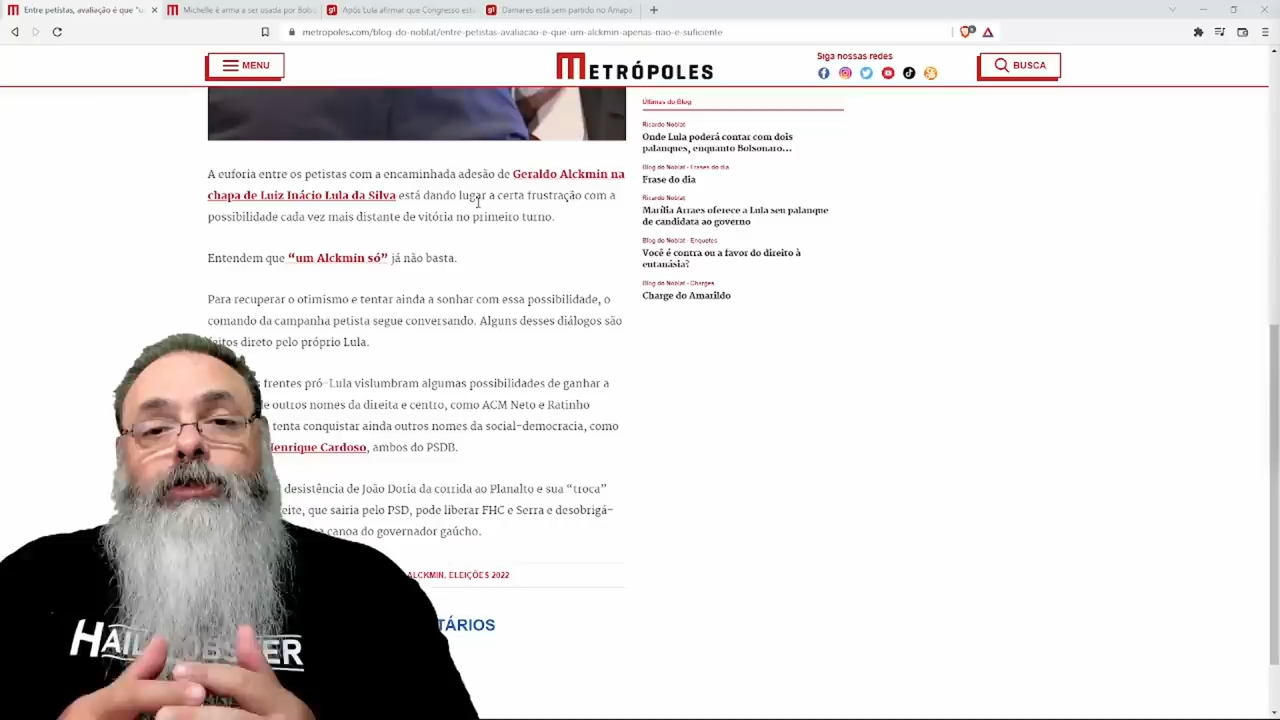 Entre petistas, avaliação é que "u
Michelle é arma a ser usada por Bols
Após Lula afirmar que Congresso est
Damares está sem partido no Amapá
metropoles.com/blog-do-noblat/entre-petistas-avaliacao-e-que-um-alckmin-apenas-nao-e-suficiente
MENU
METRÓPOLES
Siga nossas redes
BUSCA
A euforia entre os petistas com a encaminhada adesão de Geraldo Alckmin na
chapa de Luiz Inácio Lula da Silva está dando lugar a certa frustração com a
possibilidade cada vez mais distante de vitória no primeiro turno.
Entendem que “um Alckmin só” já não basta.
Para recuperar o otimismo e tentar ainda a sonhar com essa possibilidade, o
comando da campanha petista segue conversando. Alguns desses diálogos são
feitos direto pelo próprio Lula.
frentes pró-Lula vislumbram algumas possibilidades de ganhar a
de outros nomes da direita e centro, como ACM Neto e Ratinho
tenta conquistar ainda outros nomes da social-democracia, como
Henrique Cardoso, ambos do PSDB.
desistência de João Doria da corrida ao Planalto e sua “troca”
eite, que sairia pelo PSD, pode liberar FHC e Serra e desobrigá-
canoa do governador gaúcho.
ALCKMIN, ELEIÇÕES 2022
TÁRIOS
Últimas do Blog
Ricardo Noblat
Onde Lula poderá contar com dois
palanques, enquanto Bolsonaro...
Blog do Noblat - Frases do dia
Frase do dia
Ricardo Noblat
Marília Arraes oferece a Lula seu palanque
de candidata ao governo
Blog do Noblat - Enquetes
Você é contra ou a favor do direito à
eutanásia?
Blog do Noblat - Charges
Charge do Amarildo
HAIL
ER